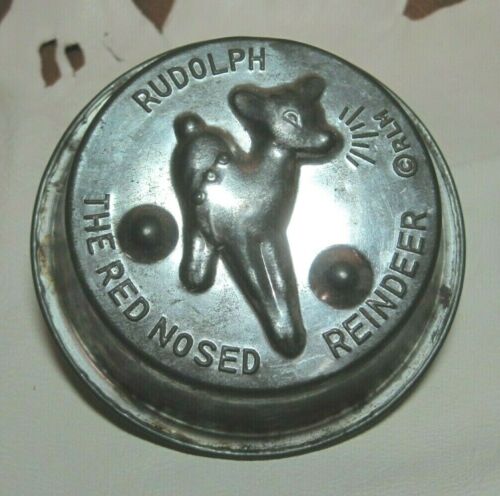 RUDOLPH
THE RED NOSED
REINDEER
© RLM